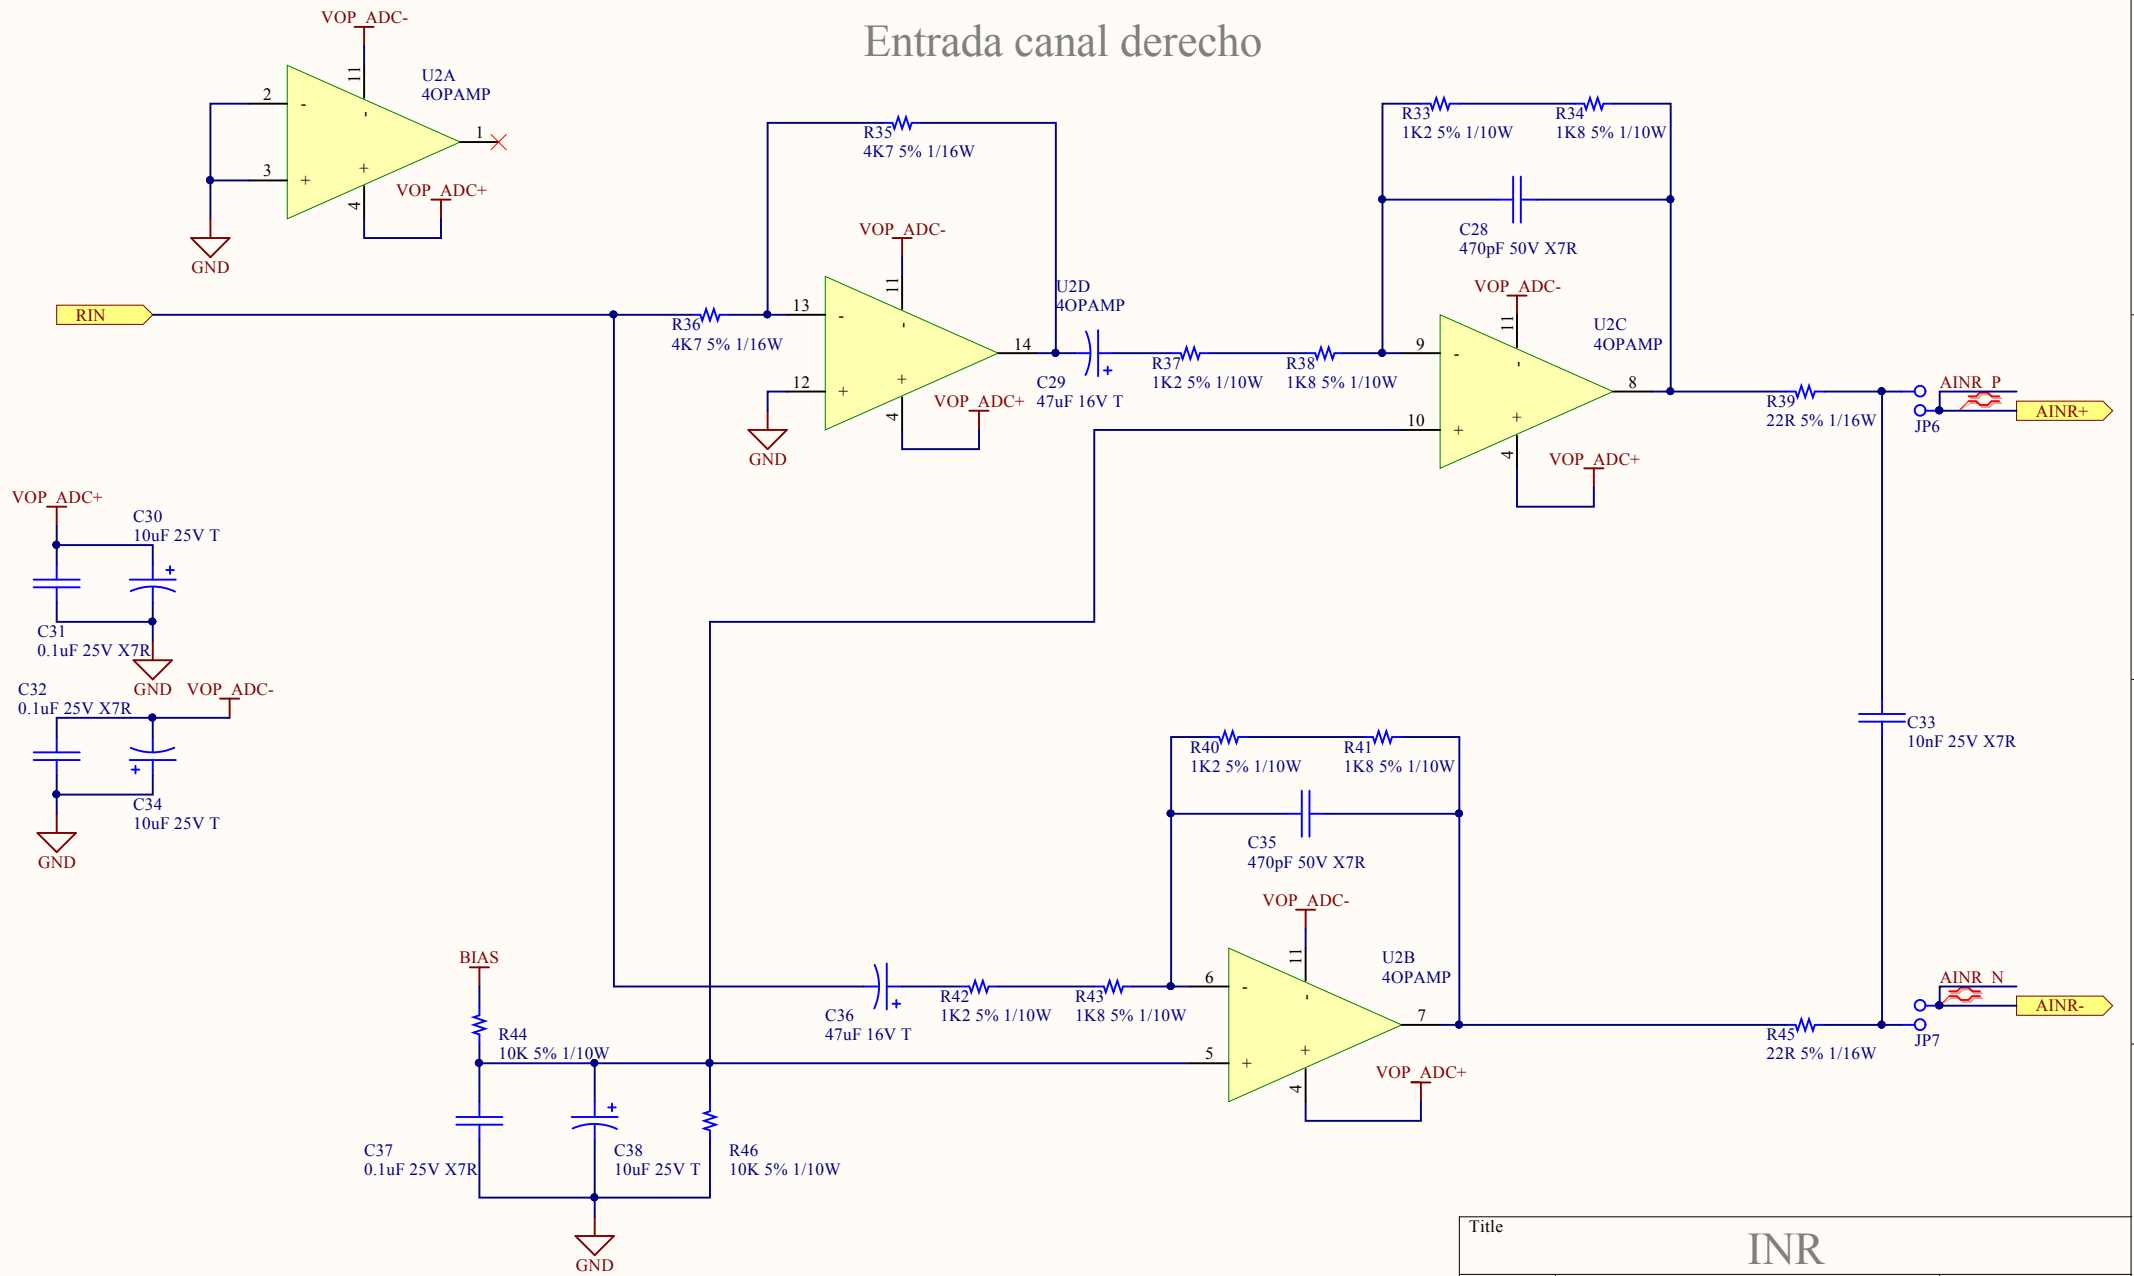 Entrada canal derecho
VOP_ADC-
11
U2A
4OPAMP
2
-
-
1
3
+
+
4
VOP_ADC+
GND
R35
4K7 5% 1/16W
R33
1K2 5% 1/10W
R34
1K8 5% 1/10W
C28
470pF 50V X7R
RIN
R36
4K7 5% 1/16W
VOP_ADC-
11
U2D
4OPAMP
13
-
-
14
12
+
+
4
VOP_ADC+
GND
C29
47uF 16V T
+
R37
1K2 5% 1/10W
R38
1K8 5% 1/10W
VOP_ADC-
11
U2C
4OPAMP
9
-
-
8
10
+
+
4
VOP_ADC+
R39
22R 5% 1/16W
JP6
AINR_P
AINR+
VOP_ADC+
C30
10uF 25V T
+
C31
0.1uF 25V X7R
GND
VOP_ADC-
C32
0.1uF 25V X7R
+
C34
10uF 25V T
GND
C33
10nF 25V X7R
R40
1K2 5% 1/10W
R41
1K8 5% 1/10W
C35
470pF 50V X7R
VOP_ADC-
11
U2B
4OPAMP
6
-
-
7
5
+
+
4
VOP_ADC+
BIAS
R44
10K 5% 1/10W
C36
47uF 16V T
+
R42
1K2 5% 1/10W
R43
1K8 5% 1/10W
R45
22R 5% 1/16W
JP7
AINR_N
AINR-
C37
0.1uF 25V X7R
+
C38
10uF 25V T
R46
10K 5% 1/10W
GND
Title
INR